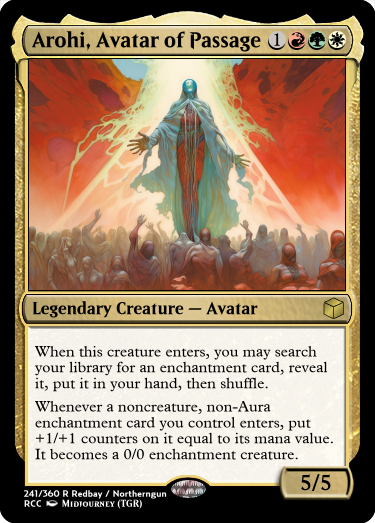 Arohi, Avatar of Passage 1
Legendary Creature — Avatar
When this creature enters, you may search
your library for an enchantment card, reveal
it, put it in your hand, then shuffle.
Whenever a noncreature, non-Aura
enchantment card you control enters, put
+1/+1 counters on it equal to its mana value.
It becomes a 0/0 enchantment creature.
5/5
241/360 R Redbay / Northerngun
RCC Midjourney (TGR)